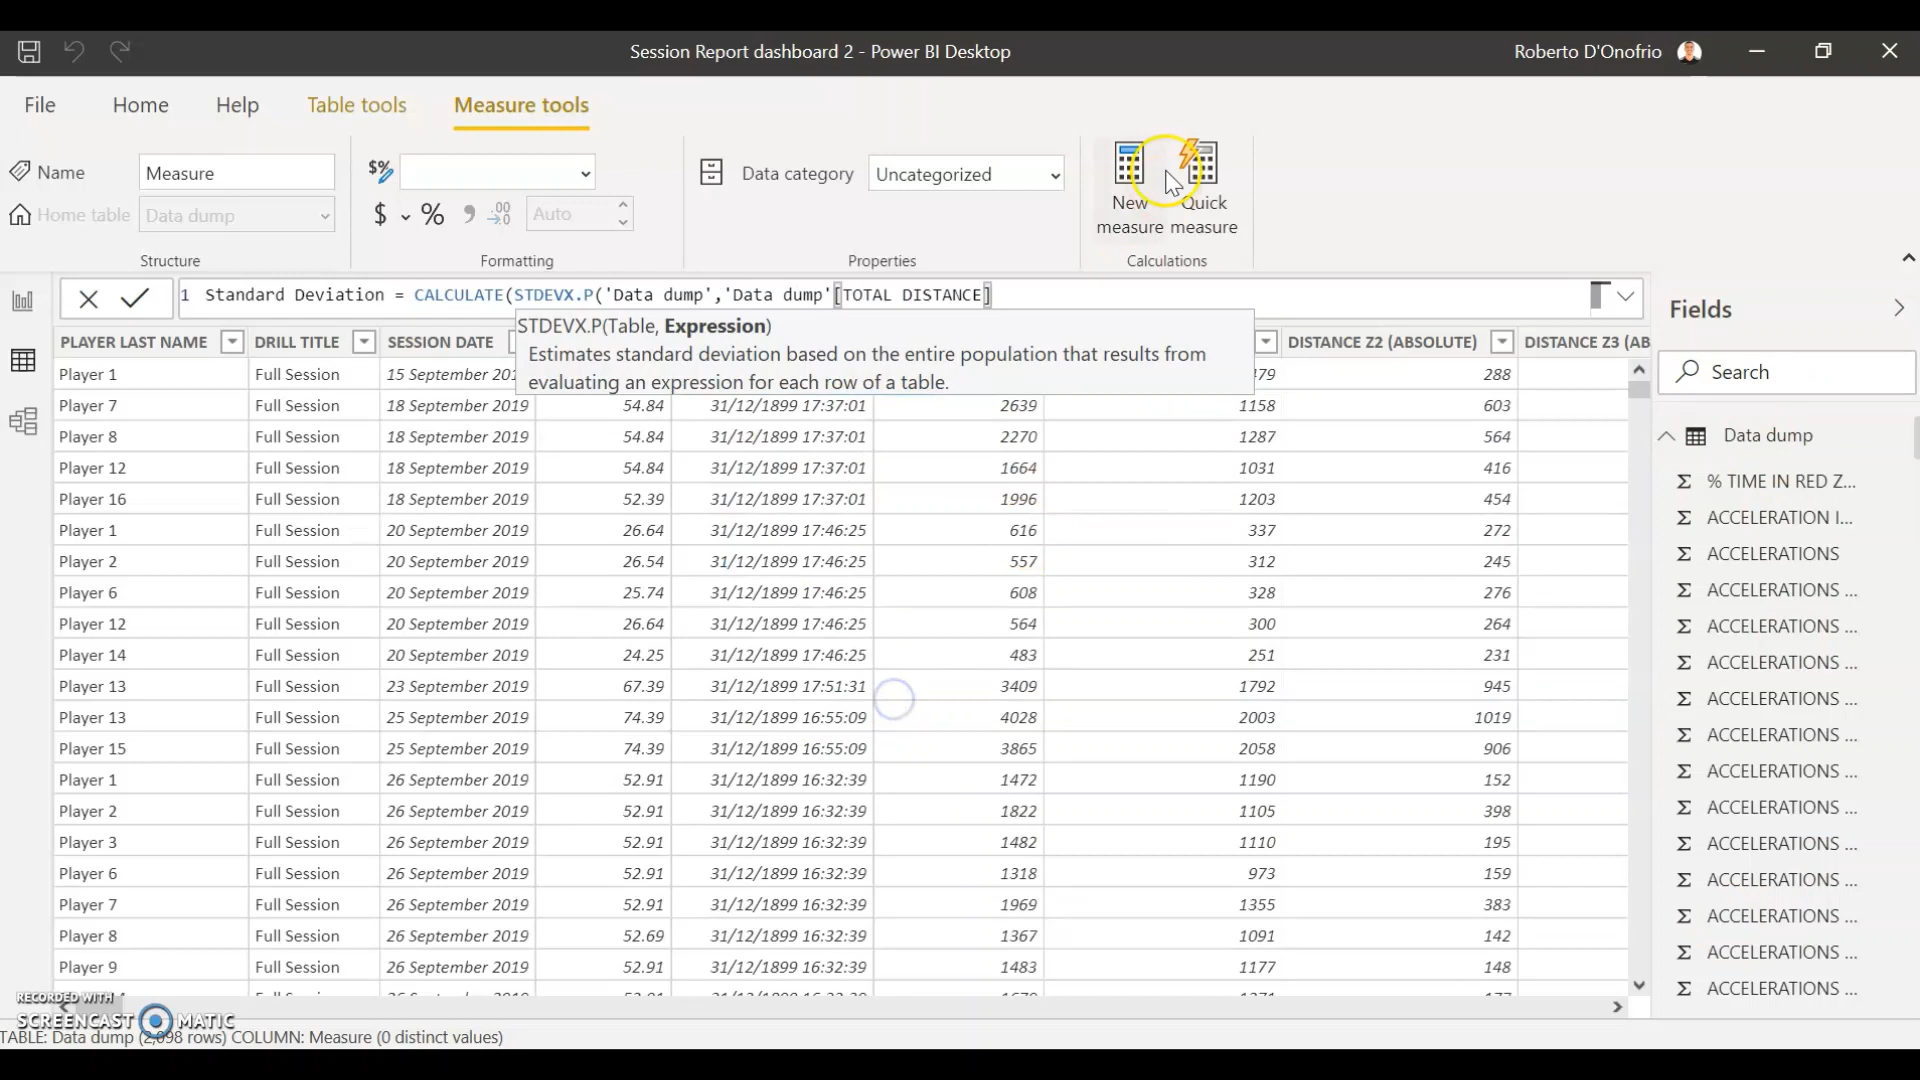 Session Report dashboard 2 - Power BI Desktop
Roberto D'Onofrio
File Home Help Table tools Measure tools
Name Measure
Home table Data dump
Structure
$%
$ % , .00 Auto
Formatting
Data category Uncategorized
Properties
New measure
Quick measure
Calculations
1 Standard Deviation = CALCULATE(STDEVX.P('Data dump','Data dump'[TOTAL DISTANCE]
STDEVX.P(Table, Expression)
Estimates standard deviation based on the entire population that results from
evaluating an expression for each row of a table.
PLAYER LAST NAME DRILL TITLE SESSION DATE DISTANCE Z2 (ABSOLUTE) DISTANCE Z3 (AB
Player 1 Full Session 15 September 201 479 288
Player 7 Full Session 18 September 2019 54.84 31/12/1899 17:37:01 2639 1158 603
Player 8 Full Session 18 September 2019 54.84 31/12/1899 17:37:01 2270 1287 564
Player 12 Full Session 18 September 2019 54.84 31/12/1899 17:37:01 1664 1031 416
Player 16 Full Session 18 September 2019 52.39 31/12/1899 17:37:01 1996 1203 454
Player 1 Full Session 20 September 2019 26.64 31/12/1899 17:46:25 616 337 272
Player 2 Full Session 20 September 2019 26.54 31/12/1899 17:46:25 557 312 245
Player 6 Full Session 20 September 2019 25.74 31/12/1899 17:46:25 608 328 276
Player 12 Full Session 20 September 2019 26.64 31/12/1899 17:46:25 564 300 264
Player 14 Full Session 20 September 2019 24.25 31/12/1899 17:46:25 483 251 231
Player 13 Full Session 23 September 2019 67.39 31/12/1899 17:51:31 3409 1792 945
Player 13 Full Session 25 September 2019 74.39 31/12/1899 16:55:09 4028 2003 1019
Player 15 Full Session 25 September 2019 74.39 31/12/1899 16:55:09 3865 2058 906
Player 1 Full Session 26 September 2019 52.91 31/12/1899 16:32:39 1472 1190 152
Player 2 Full Session 26 September 2019 52.91 31/12/1899 16:32:39 1822 1105 398
Player 3 Full Session 26 September 2019 52.91 31/12/1899 16:32:39 1482 1110 195
Player 6 Full Session 26 September 2019 52.91 31/12/1899 16:32:39 1318 973 159
Player 7 Full Session 26 September 2019 52.91 31/12/1899 16:32:39 1969 1355 383
Player 8 Full Session 26 September 2019 52.69 31/12/1899 16:32:39 1367 1091 142
Player 9 Full Session 26 September 2019 52.91 31/12/1899 16:32:39 1483 1177 148
Fields
Search
Data dump
% TIME IN RED Z...
ACCELERATION I...
ACCELERATIONS
ACCELERATIONS ...
ACCELERATIONS ...
ACCELERATIONS ...
ACCELERATIONS ...
ACCELERATIONS ...
ACCELERATIONS ...
ACCELERATIONS ...
ACCELERATIONS ...
ACCELERATIONS ...
ACCELERATIONS ...
ACCELERATIONS ...
ACCELERATIONS ...
RECORDED WITH
SCREENCAST MATIC
TABLE: Data dump (2,098 rows) COLUMN: Measure (0 distinct values)